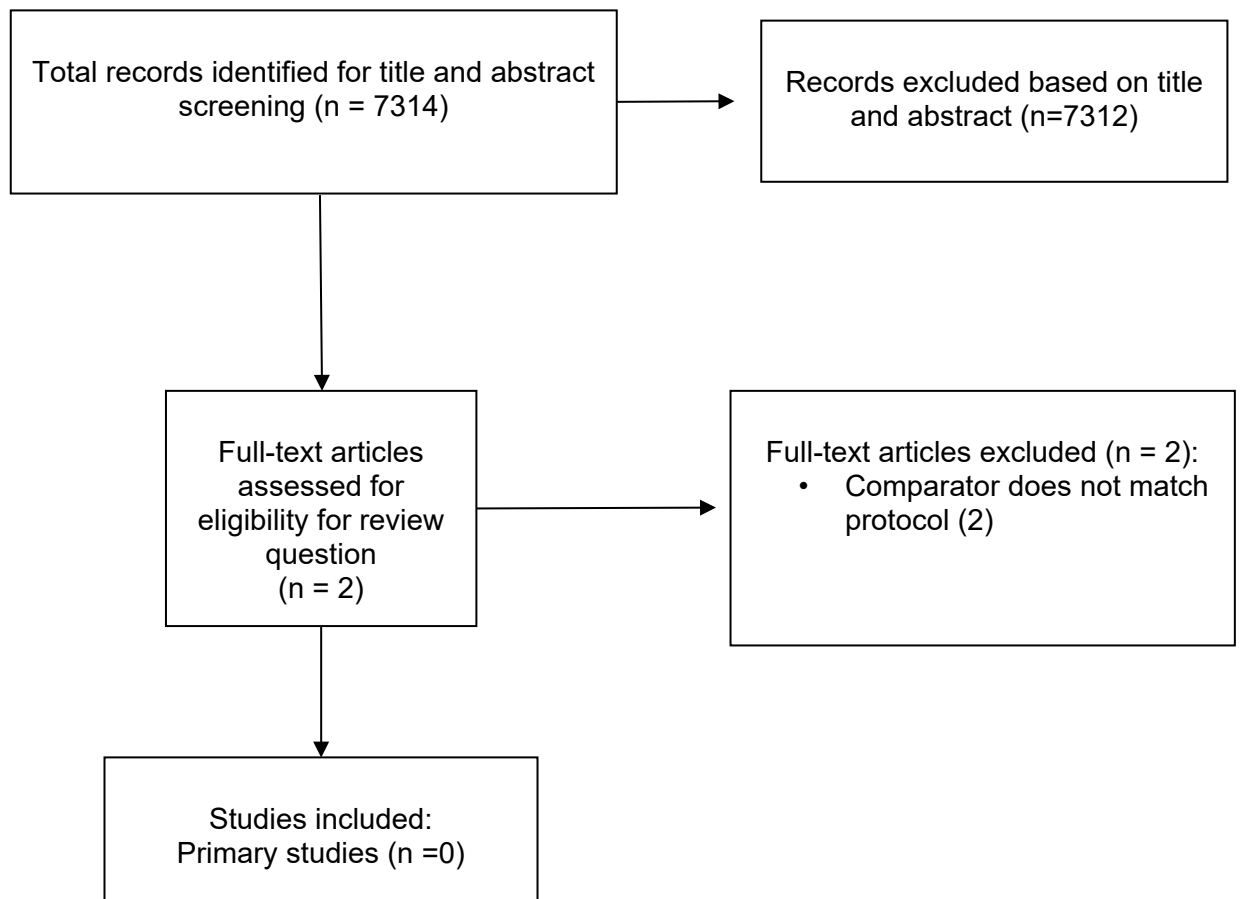 Total records identified for title and abstract
screening (n = 7314)
Records excluded based on title
and abstract (n=7312)
Full-text articles
assessed for
eligibility for review
question
(n = 2)
Full-text articles excluded (n = 2):
• Comparator does not match
protocol (2)
Studies included:
Primary studies (n =0)